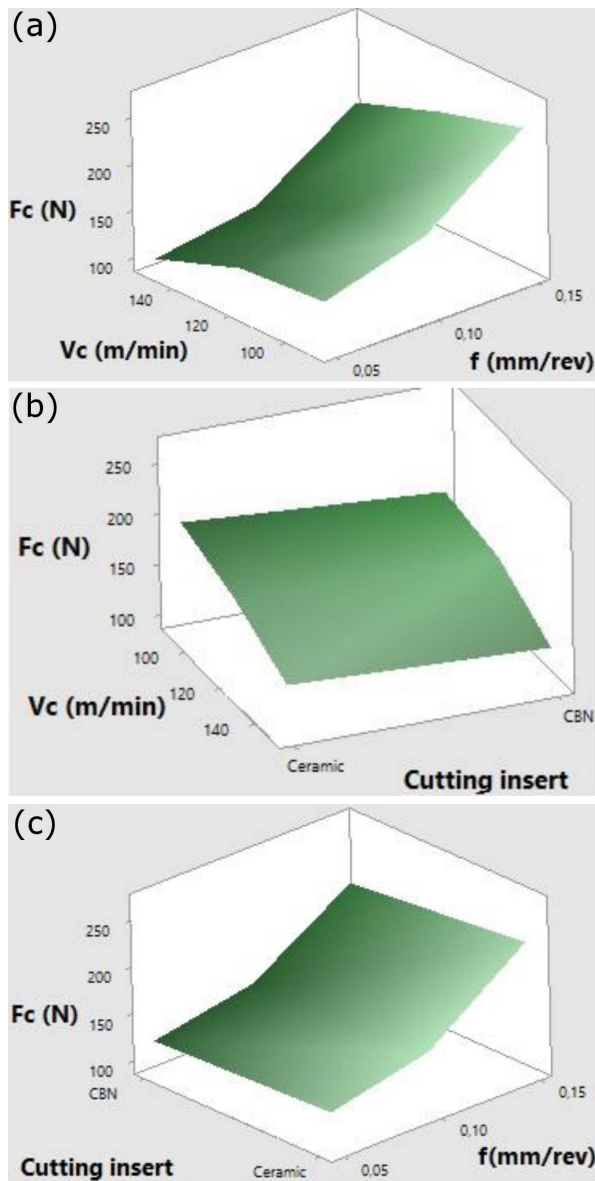 (a)
250
200
Fc (N)
150
100
140
120
100
Vc (m/min)
0,15
0,10
0,05
f (mm/rev)
(b)
250
200
Fc (N)
150
100
100
120
Vc (m/min)
140
Ceramic
CBN
Cutting insert
(c)
250
200
150
Fc (N)
100
CBN
0,15
0,10
0,05
f(mm/rev)
Cutting insert
Ceramic